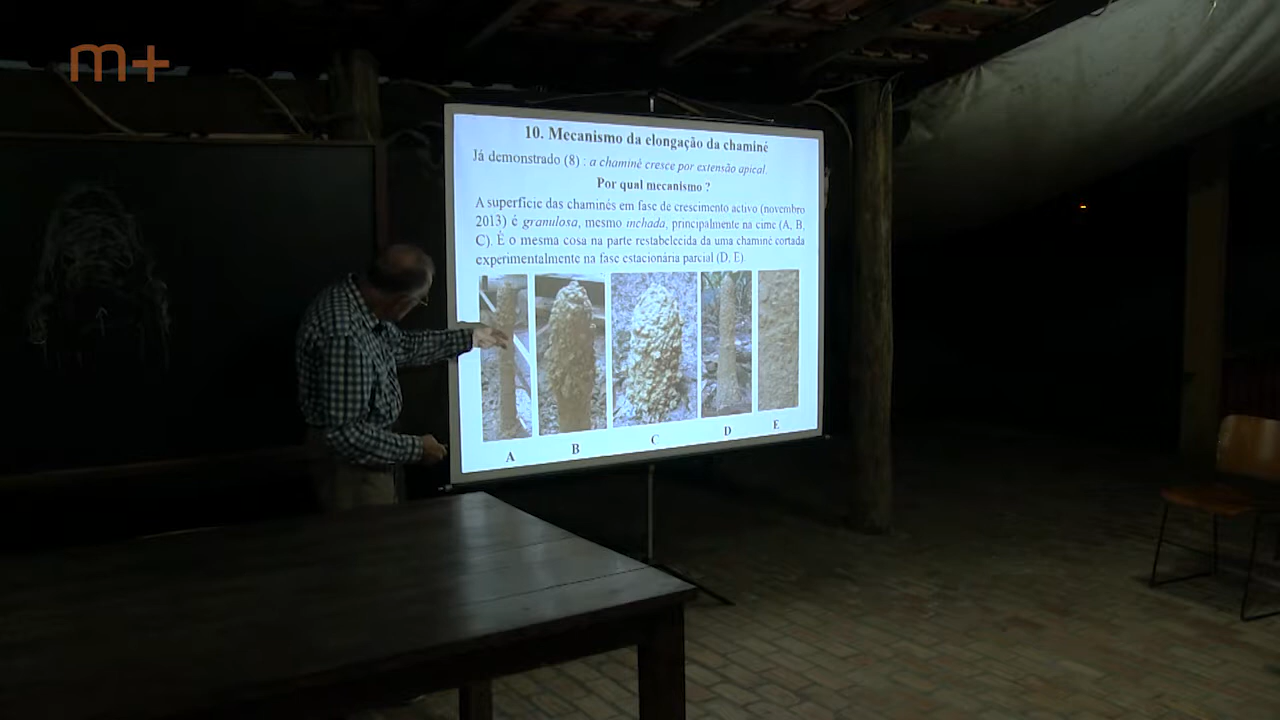 m+
10. Mecanismo da elongação da chaminé
Já demonstrado (8) : a chaminé cresce por extensão apical.
Por qual mecanismo ?
A superfície das chaminés em fase de crescimento activo (novembro
2013) é granulosa, mesmo inchada, principalmente na cime (A, B,
C). É o mesma cosa na parte restabelecida da uma chaminé cortada
experimentalmente na fase estacionária parcial (D, E).
A B C D E